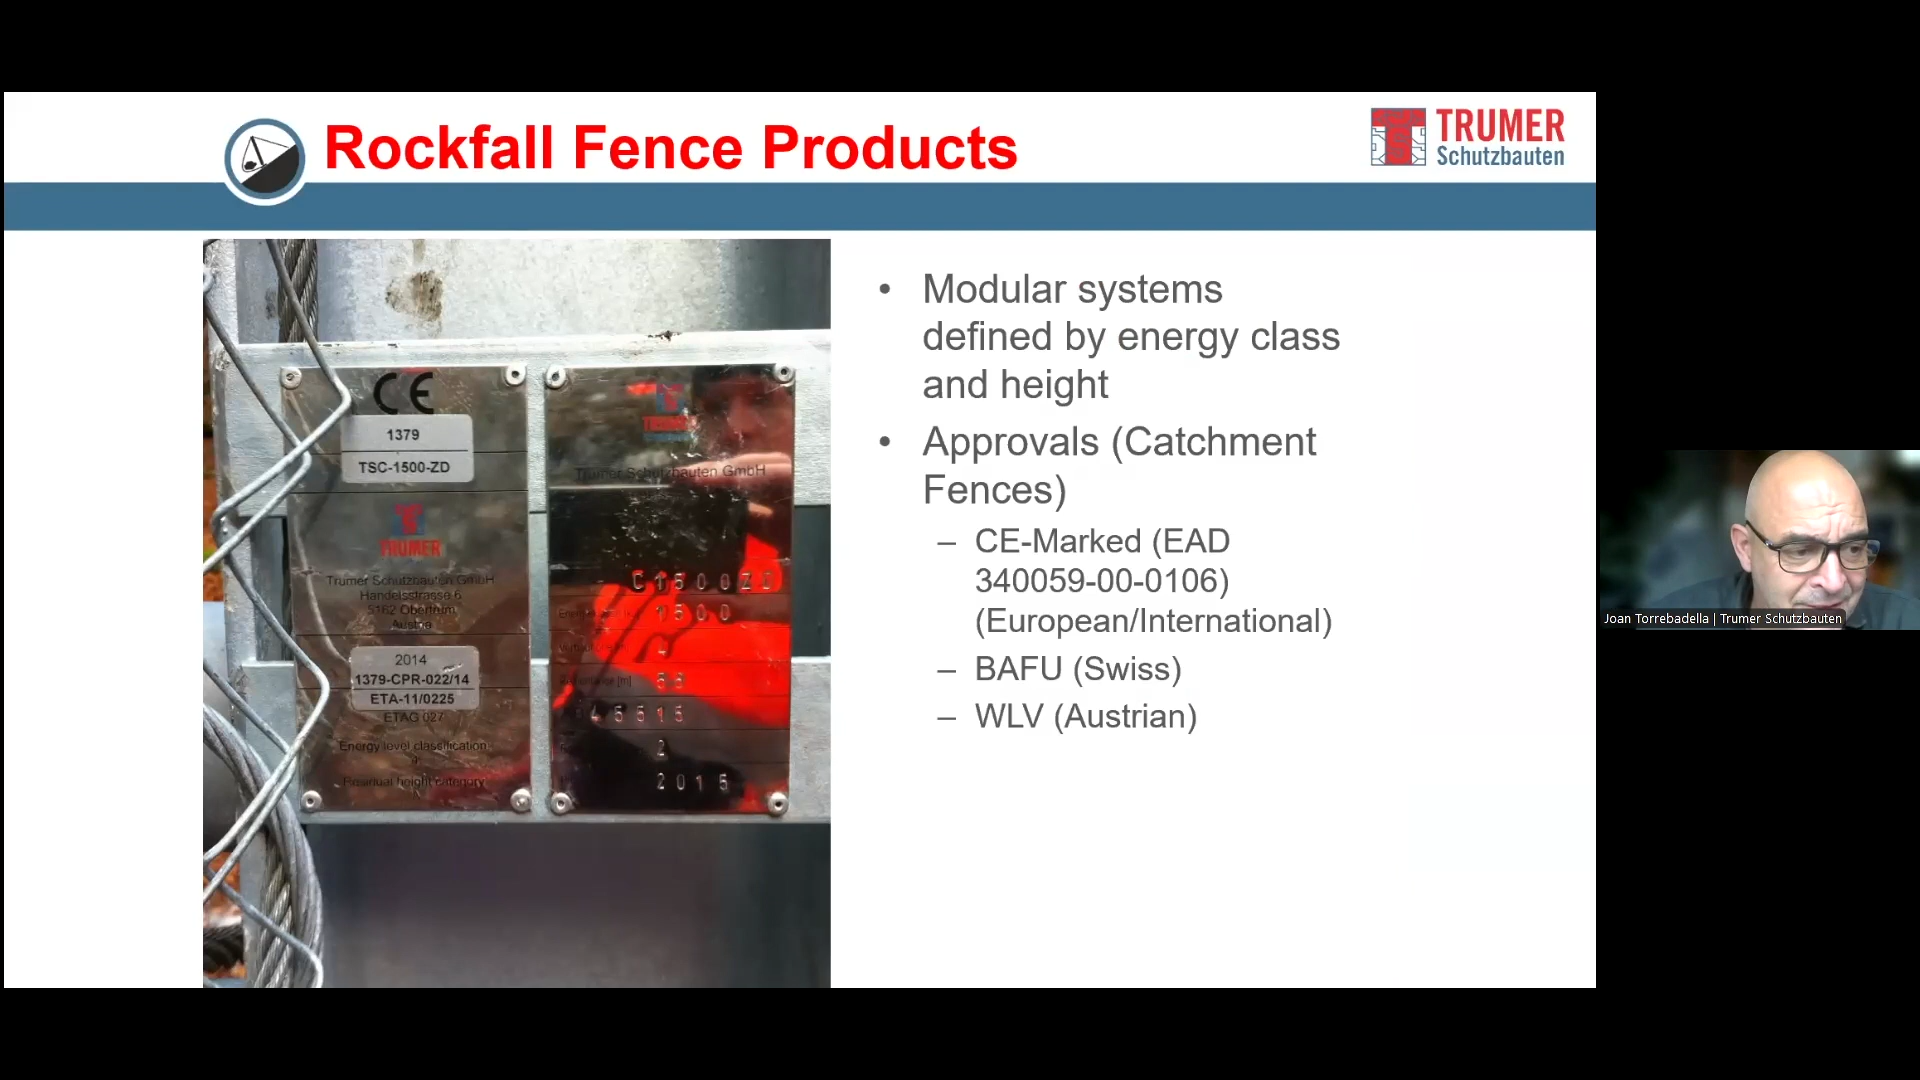 Rockfall Fence Products
TRUMER
Schutzbauten
CE
1379
TSC-1500-ZD
TRUMER
Trumer Schutzbauten GmbH
Handelsstrasse 6
5162 Obertrum
Austria
2014
1379-CPR-022/14
ETA-11/0225
ETAG 027
Energy level classification
Residual height category
Trumer Schutzbauten GmbH
C1500ZD
1500
45515
2
2015
• Modular systems
defined by energy class
and height
• Approvals (Catchment
Fences)
– CE-Marked (EAD
340059-00-0106)
(European/International)
– BAFU (Swiss)
– WLV (Austrian)
Joan Torrebadella | Trumer Schutzbauten